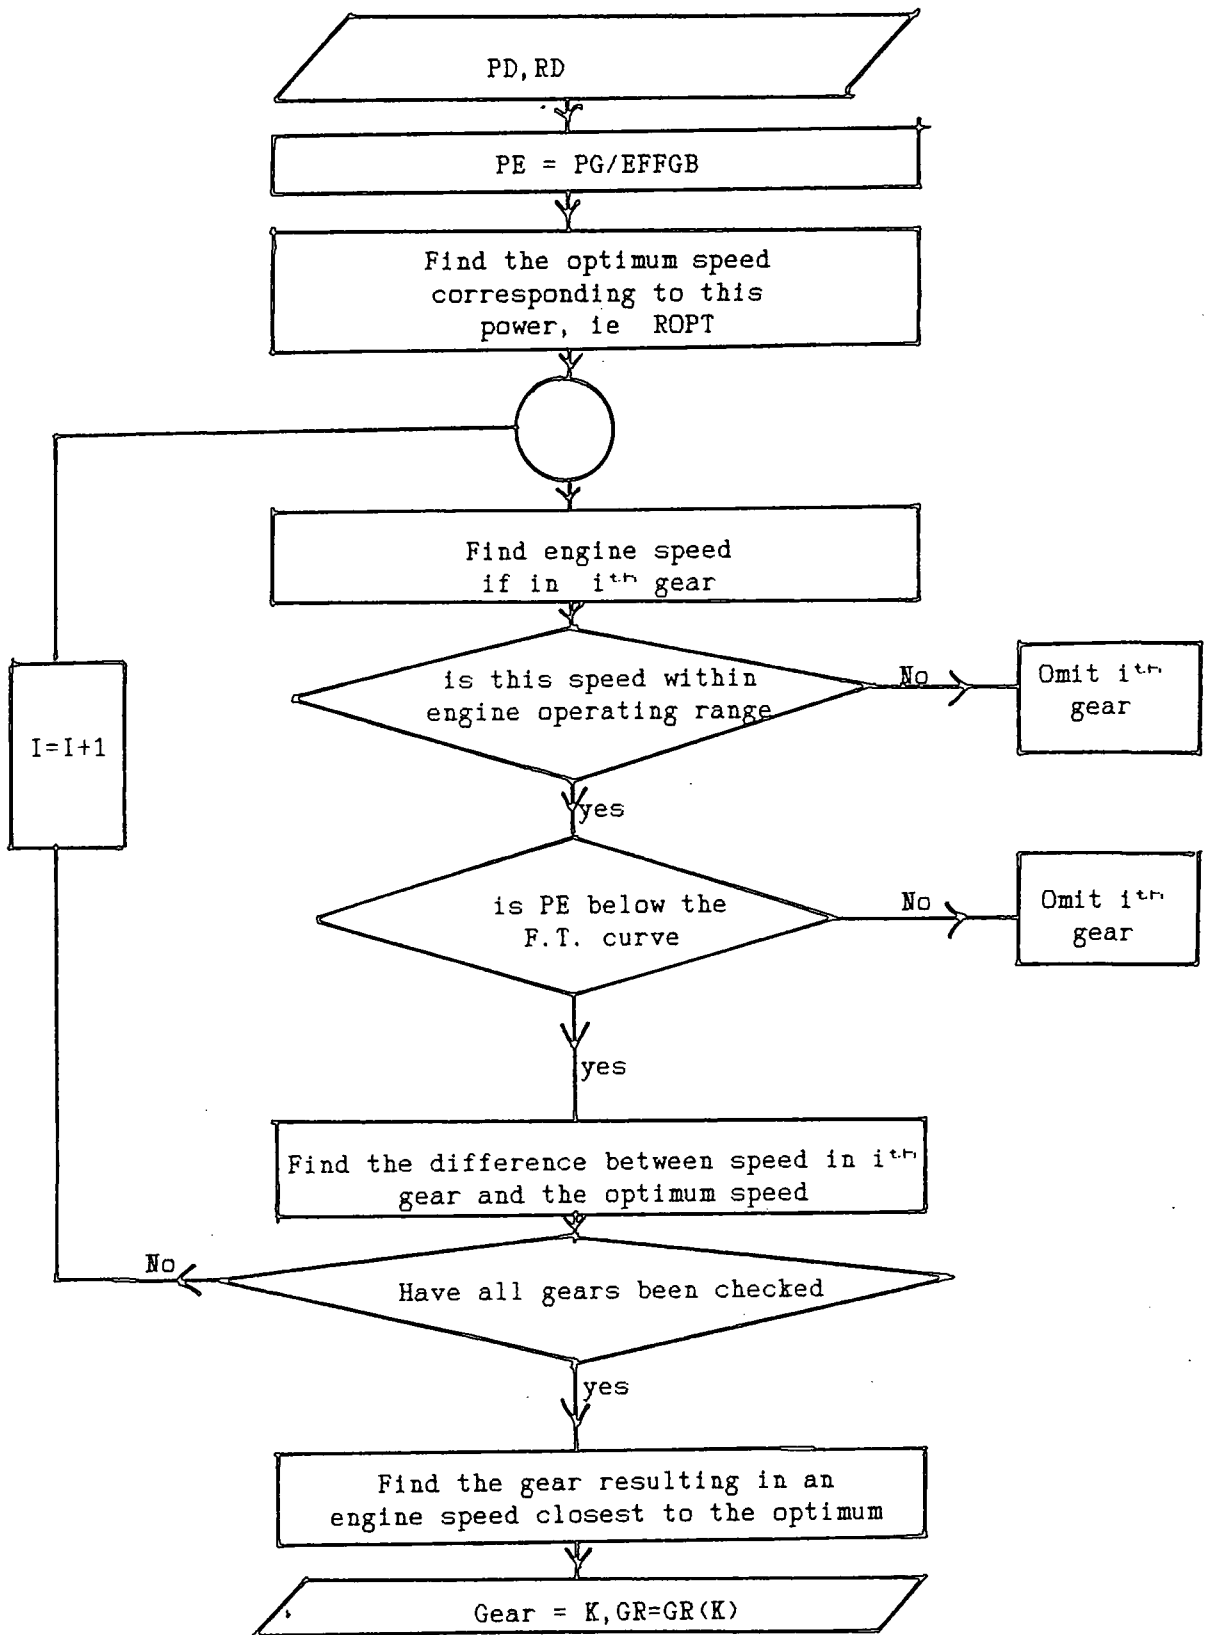 PD,RD
PE = PG/EFFGB
Find the optimum speed
corresponding to this
power, ie ROPT
Find engine speed
if in iᵗʰ gear
is this speed within
engine operating range
No
Omit iᵗʰ
gear
I=I+1
yes
is PE below the
F.T. curve
No
Omit iᵗʰ
gear
yes
Find the difference between speed in iᵗʰ
gear and the optimum speed
No
Have all gears been checked
yes
Find the gear resulting in an
engine speed closest to the optimum
Gear = K,GR=GR(K)